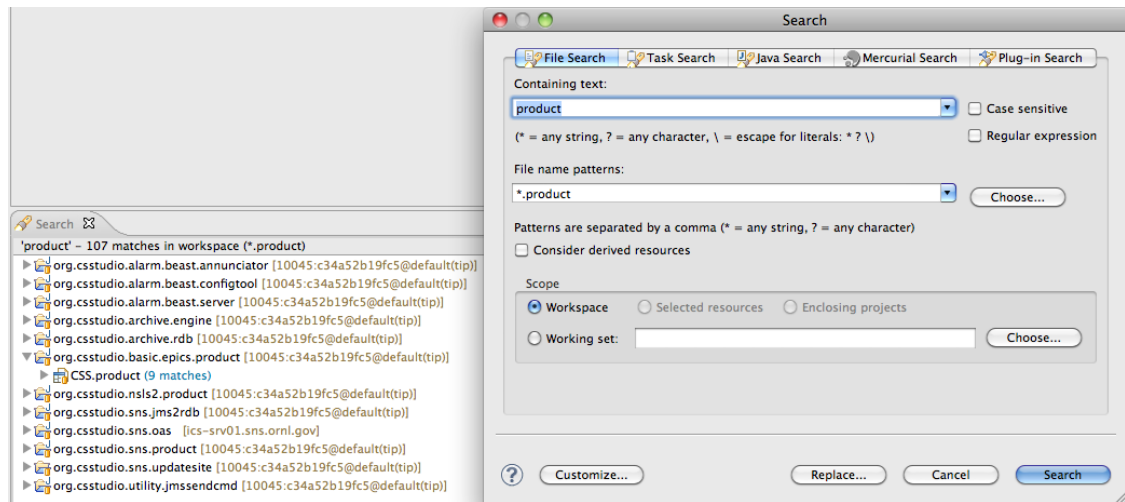 Search
File Search Task Search Java Search Mercurial Search Plug-in Search
Containing text:
product Case sensitive
(* = any string, ? = any character, \ = escape for literals: * ? \) Regular expression
File name patterns:
*.product Choose...
Patterns are separated by a comma (* = any string, ? = any character)
Consider derived resources
Scope
Workspace Selected resources Enclosing projects
Working set: Choose...
? Customize... Replace... Cancel Search
Search
'product' - 107 matches in workspace (*.product)
org.csstudio.alarm.beast.annunciator [10045:c34a52b19fc5@default(tip)]
org.csstudio.alarm.beast.configtool [10045:c34a52b19fc5@default(tip)]
org.csstudio.alarm.beast.server [10045:c34a52b19fc5@default(tip)]
org.csstudio.archive.engine [10045:c34a52b19fc5@default(tip)]
org.csstudio.archive.rdb [10045:c34a52b19fc5@default(tip)]
org.csstudio.basic.epics.product [10045:c34a52b19fc5@default(tip)]
CSS.product (9 matches)
org.csstudio.nsls2.product [10045:c34a52b19fc5@default(tip)]
org.csstudio.sns.jms2rdb [10045:c34a52b19fc5@default(tip)]
org.csstudio.sns.oas [ics-srv01.sns.ornl.gov]
org.csstudio.sns.product [10045:c34a52b19fc5@default(tip)]
org.csstudio.sns.updatesite [10045:c34a52b19fc5@default(tip)]
org.csstudio.utility.jmssendcmd [10045:c34a52b19fc5@default(tip)]